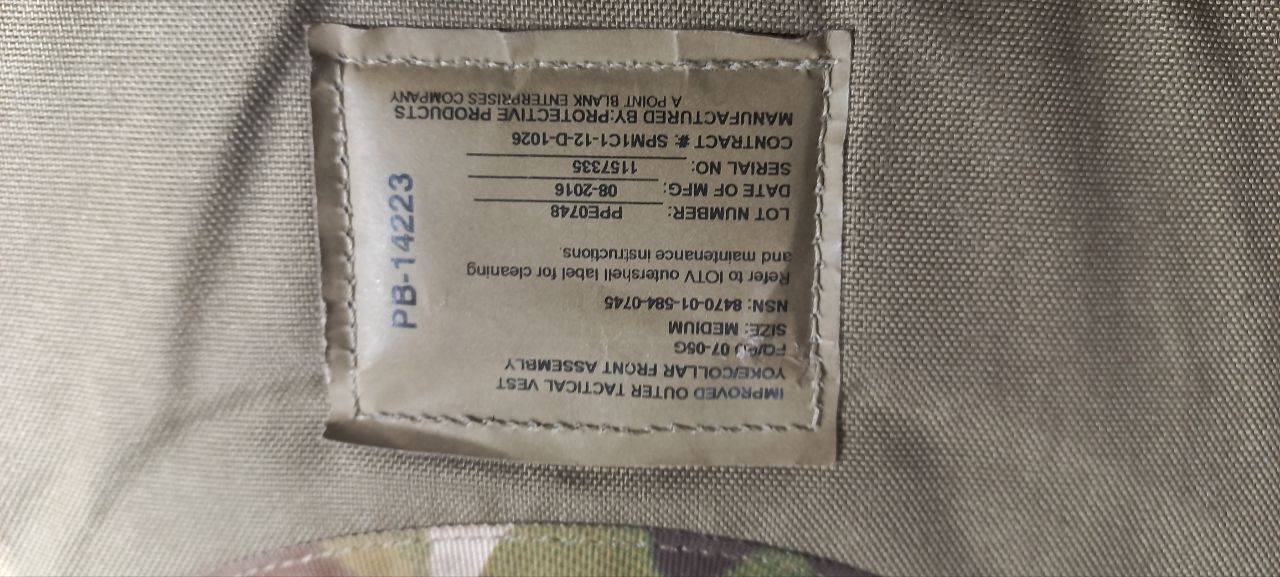 IMPROVED OUTER TACTICAL VEST
YOKE/COLLAR FRONT ASSEMBLY
07-05G
SIZE: MEDIUM
NSN: 8470-01-584-0745
Refer to IOTV outershell label for cleaning
and maintenance instructions.
LOT NUMBER: PPE0748
DATE OF MFG: 08-2016
SERIAL NO: 1157335
CONTRACT #: SPM1C1-12-D-1026
MANUFACTURED BY:PROTECTIVE PRODUCTS
A POINT BLANK ENTERPRISES COMPANY
PB-14223